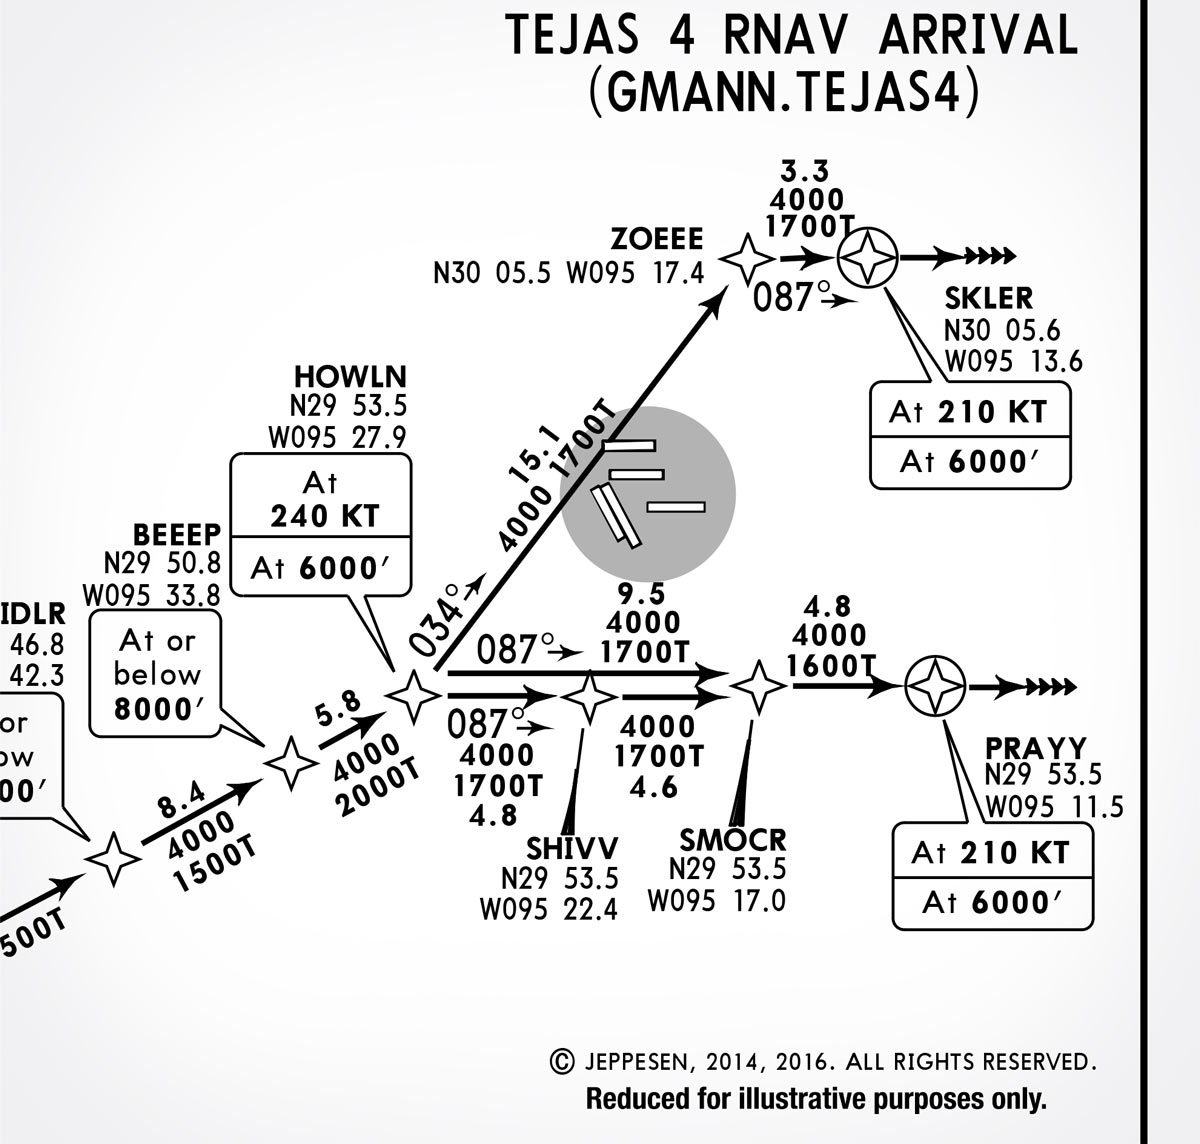 TEJAS 4 RNAV ARRIVAL
(GMANN.TEJAS4)
3.3
4000
1700T
087°
ZOEEE
N30 05.5 W095 17.4
SKLER
N30 05.6
W095 13.6
At 210 KT
At 6000′
HOWLN
N29 53.5
W095 27.9
At
240 KT
At 6000′
15.1
4000 1700T
034°
BEEEP
N29 50.8
W095 33.8
At or
below
8000′
IDLR
46.8
42.3
or
ow
00′
9.5
4000
1700T
087°
4.8
4000
1600T
5.8
4000
2000T
087°
4000
1700T
4.8
4000
1700T
4.6
8.4
4000
1500T
500T
SHIVV
N29 53.5
W095 22.4
SMOCR
N29 53.5
W095 17.0
PRAYY
N29 53.5
W095 11.5
At 210 KT
At 6000′
© JEPPESEN, 2014, 2016. ALL RIGHTS RESERVED.
Reduced for illustrative purposes only.